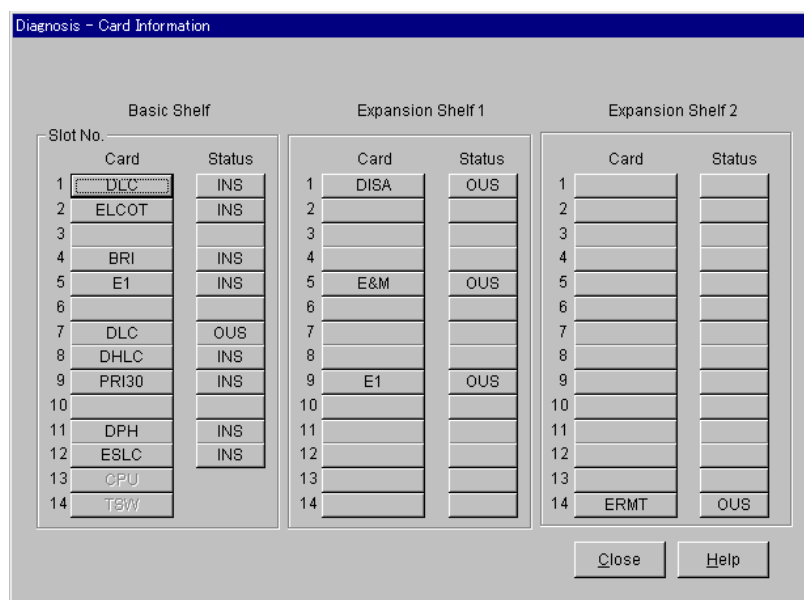 Diagnosis - Card Information
Basic Shelf Expansion Shelf 1 Expansion Shelf 2
Slot No.
Card Status Card Status Card Status
1 DLC INS 1 DISA OUS 1
2 ELCOT INS 2 2
3 3 3
4 BRI INS 4 4
5 E1 INS 5 E&M OUS 5
6 6 6
7 DLC OUS 7 7
8 DHLC INS 8 8
9 PRI30 INS 9 E1 OUS 9
10 10 10
11 DPH INS 11 11
12 ESLC INS 12 12
13 CPU 13 13
14 TSW 14 14 ERMT OUS
Close Help